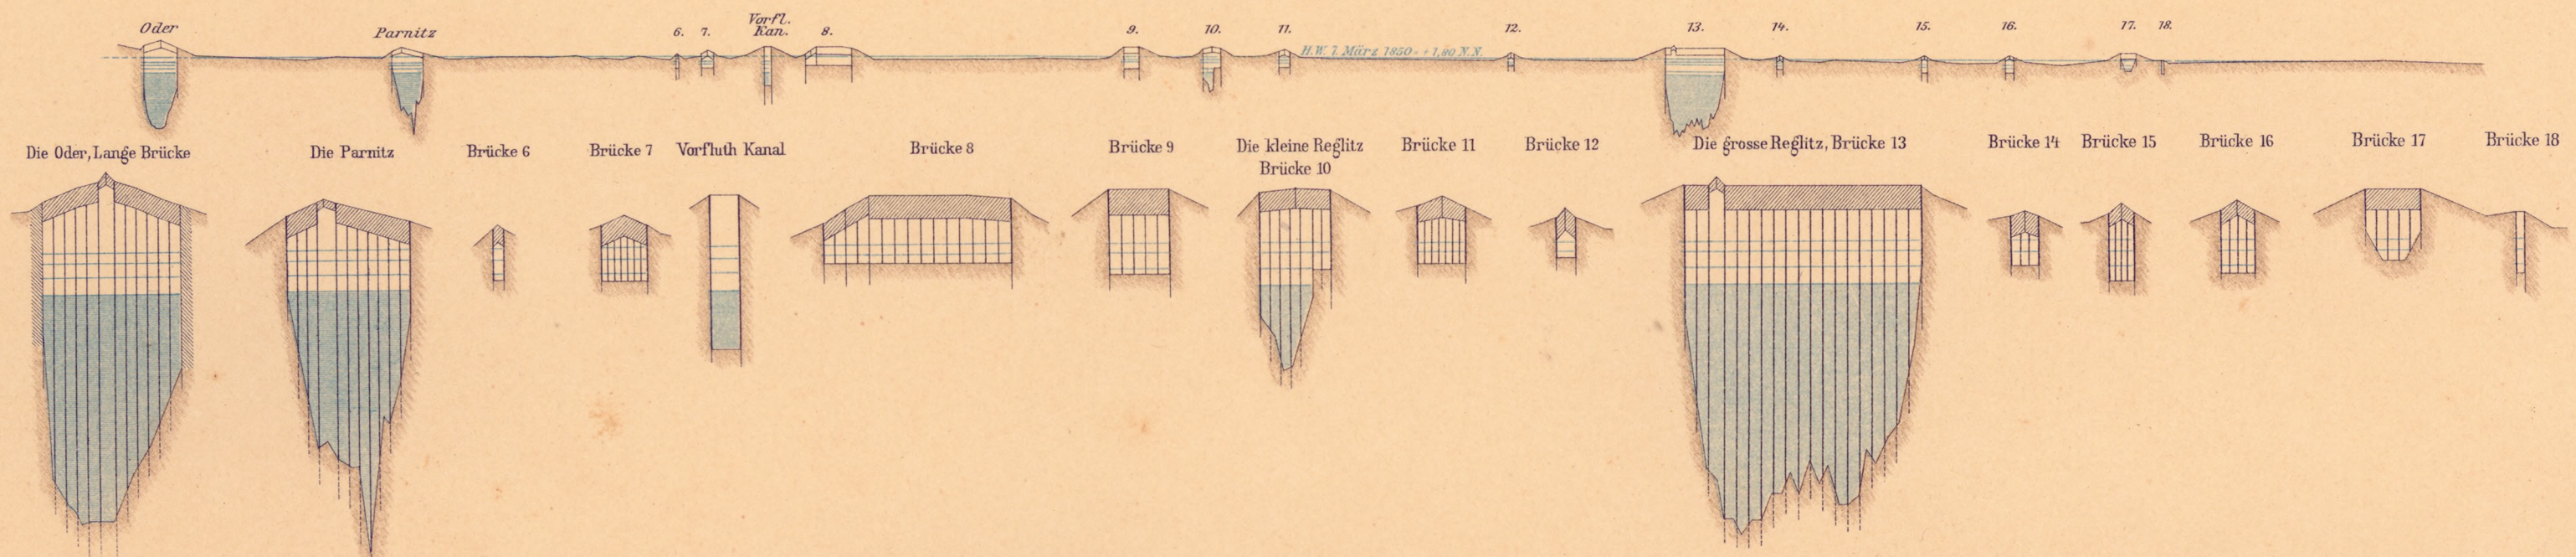 Oder
Parnitz
6.
7.
Vorfl.
Kan.
8.
9.
10.
11.
H.W. 7. März 1850 = + 1,80 N.N.
12.
13.
14.
15.
16.
17.
18.
Die Oder, Lange Brücke
Die Parnitz
Brücke 6
Brücke 7
Vorfluth Kanal
Brücke 8
Brücke 9
Die kleine Reglitz
Brücke 10
Brücke 11
Brücke 12
Die grosse Reglitz, Brücke 13
Brücke 14
Brücke 15
Brücke 16
Brücke 17
Brücke 18